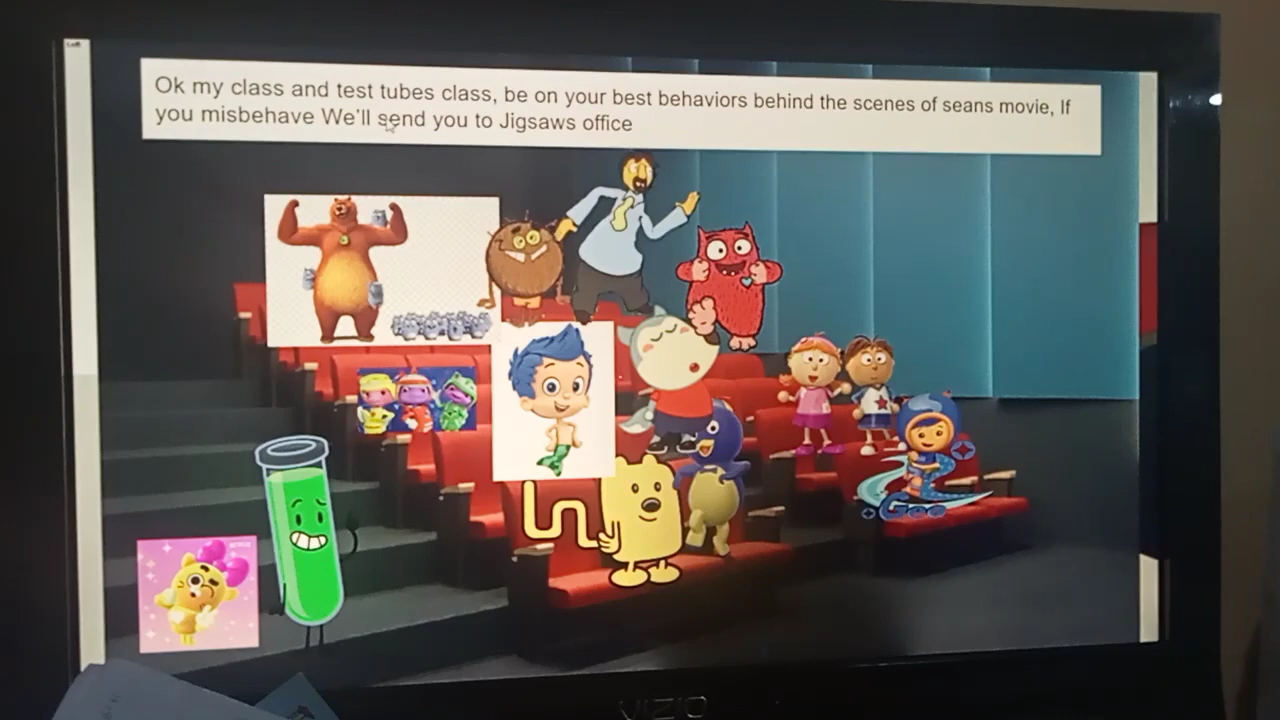 Ok my class and test tubes class, be on your best behaviors behind the scenes of seans movie, If
you misbehave We'll send you to Jigsaws office
Geo
VIZIO